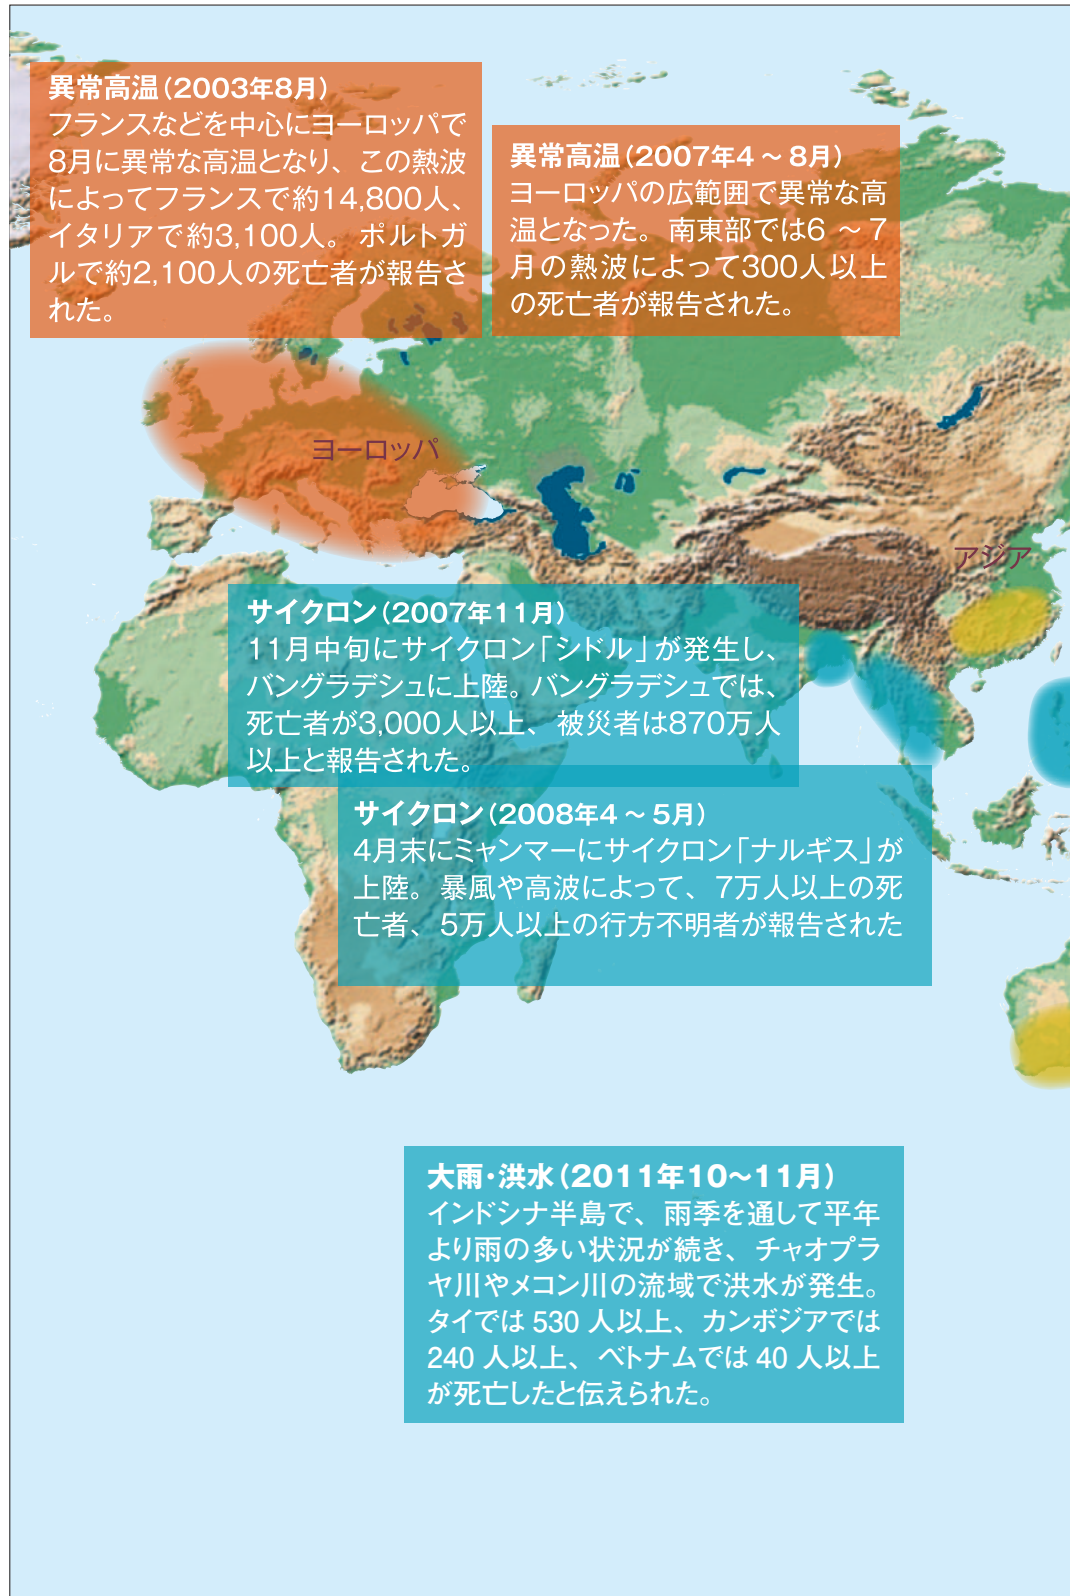 異常高温(2003年8月)
フランスなどを中心にヨーロッパで
8月に異常な高温となり、この熱波
によってフランスで約14,800人、
イタリアで約3,100人。ポルトガ
ルで約2,100人の死亡者が報告さ
れた。
異常高温(2007年4～8月)
ヨーロッパの広範囲で異常な高
温となった。南東部では6～7
月の熱波によって300人以上
の死亡者が報告された。
ヨーロッパ
アジア
サイクロン(2007年11月)
11月中旬にサイクロン「シドル」が発生し、
バングラデシュに上陸。バングラデシュでは、
死亡者が3,000人以上、被災者は870万人
以上と報告された。
サイクロン(2008年4～5月)
4月末にミャンマーにサイクロン「ナルギス」が
上陸。暴風や高波によって、7万人以上の死
亡者、5万人以上の行方不明者が報告された
大雨・洪水(2011年10～11月)
インドシナ半島で、雨季を通して平年
より雨の多い状況が続き、チャオプラ
ヤ川やメコン川の流域で洪水が発生。
タイでは 530 人以上、カンボジアでは
240 人以上、ベトナムでは 40 人以上
が死亡したと伝えられた。